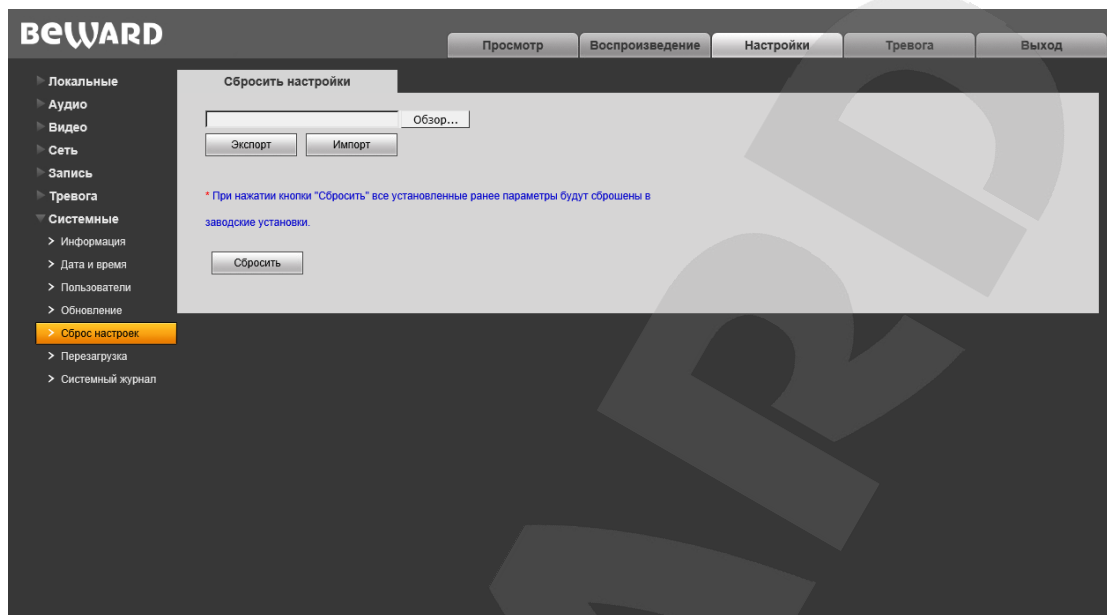 BEWARD
Просмотр
Воспроизведение
Настройки
Тревога
Выход
Локальные
Аудио
Видео
Сеть
Запись
Тревога
Системные
Информация
Дата и время
Пользователи
Обновление
Сброс настроек
Перезагрузка
Системный журнал
Сбросить настройки
Обзор...
Экспорт
Импорт
* При нажатии кнопки "Сбросить" все установленные ранее параметры будут сброшены в
заводские установки.
Сбросить